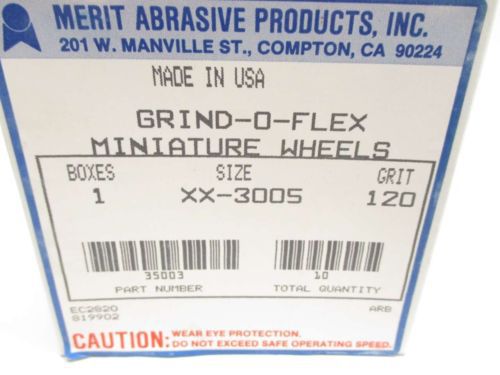 MERIT ABRASIVE PRODUCTS, INC.
201 W. MANVILLE ST., COMPTON, CA 90224
MADE IN USA
GRIND-O-FLEX
MINIATURE WHEELS
BOXES SIZE GRIT
1 XX-3005 120
35003 10
PART NUMBER TOTAL QUANTITY
EC2820 ARB
819902
CAUTION: WEAR EYE PROTECTION.
DO NOT EXCEED SAFE OPERATING SPEED.